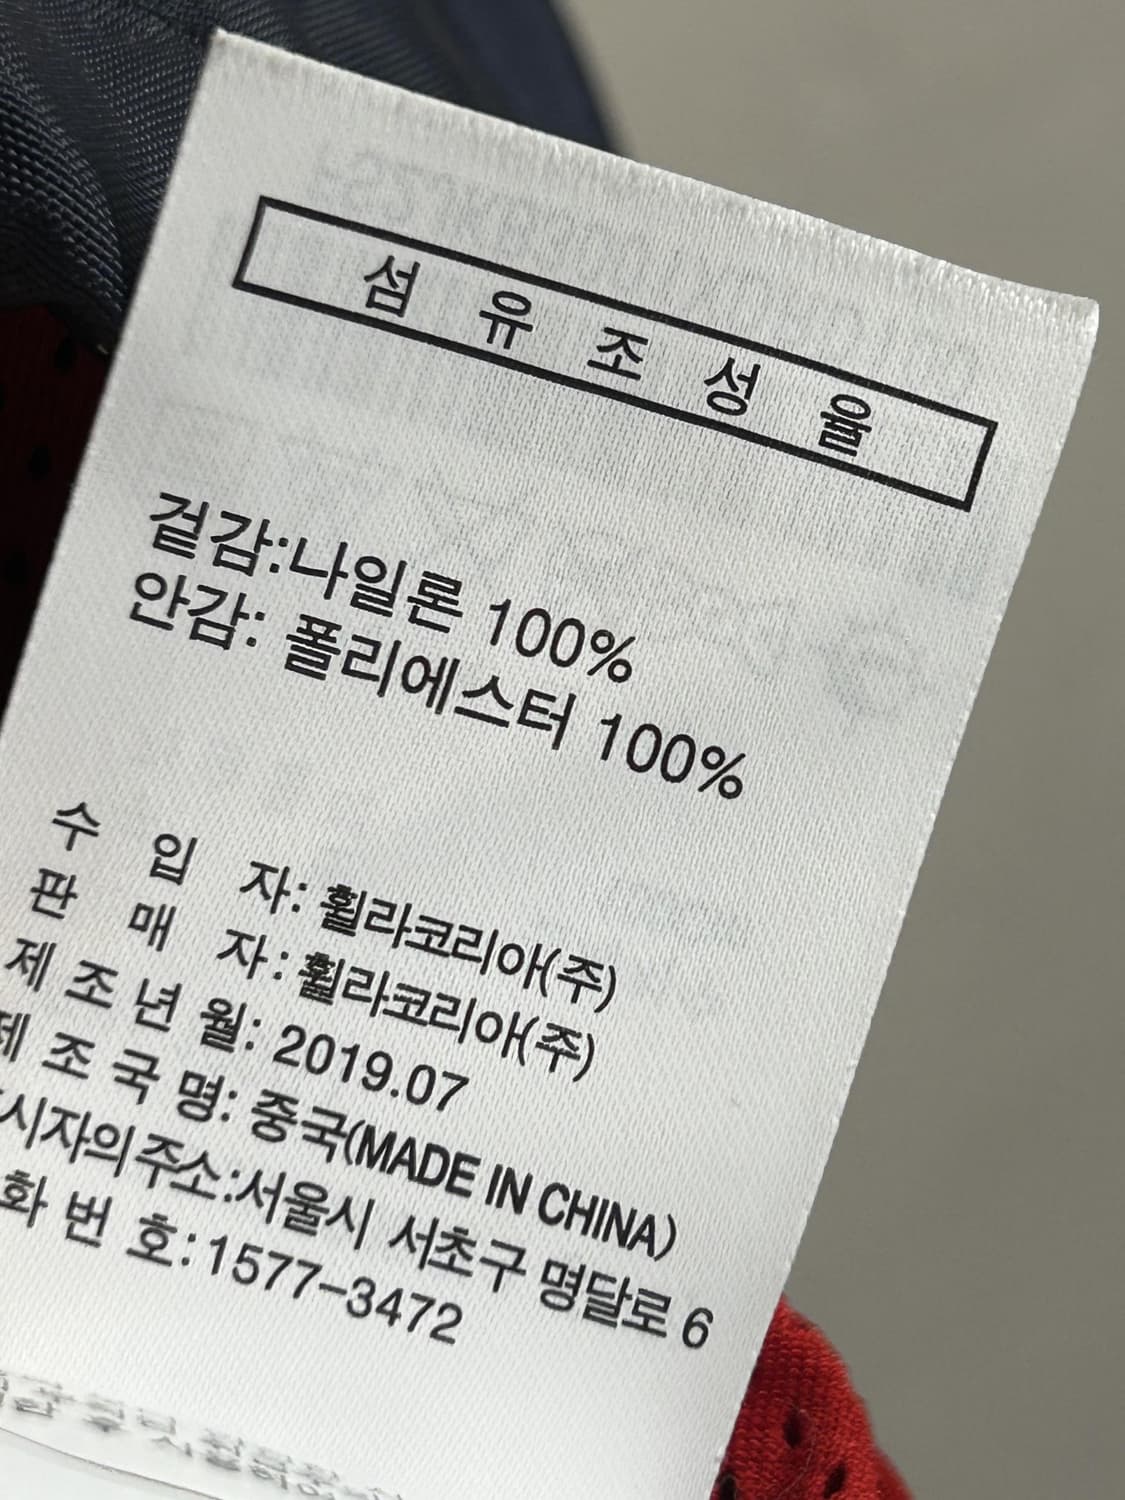 섬 유 조 성 율
겉감:나일론 100%
안감: 폴리에스터 100%
수 입 자: 휠라코리아(주)
판 매 자: 휠라코리아(주)
제 조 년 월: 2019.07
제 조 국 명: 중국(MADE IN CHINA)
시자의주소:서울시 서초구 명달로 6
화 번 호:1577-3472